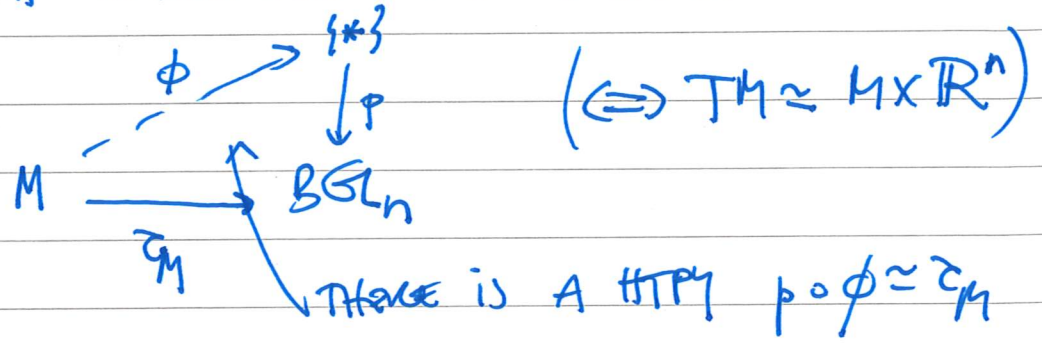 {*}
ϕ
p
(⟺ TM ≃ M×ℝⁿ)
M
BGLₙ
τ_M
THERE IS A HTPY p∘ϕ≃τ_M